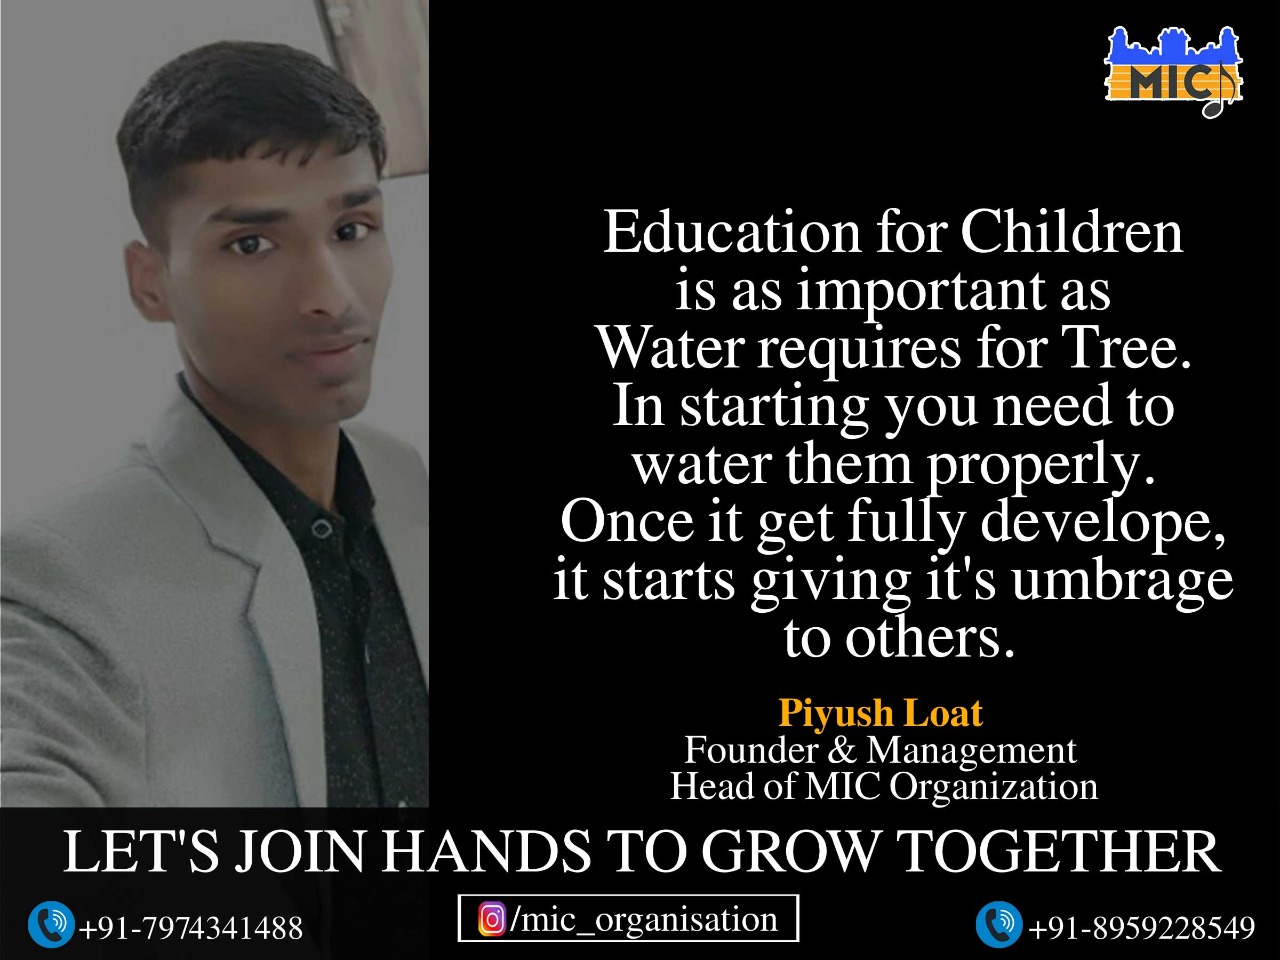 MIC
Education for Children
is as important as
Water requires for Tree.
In starting you need to
water them properly.
Once it get fully develope,
it starts giving it's umbrage
to others.
Piyush Loat
Founder & Management
Head of MIC Organization
LET'S JOIN HANDS TO GROW TOGETHER
+91-7974341488
/mic_organisation
+91-8959228549